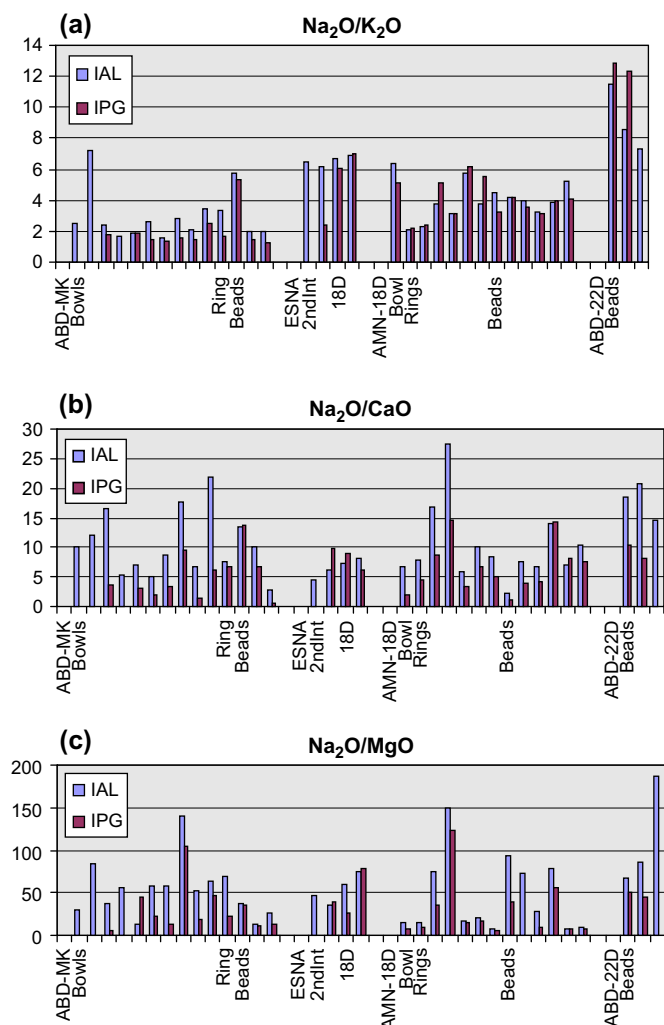 (a)
Na₂O/K₂O
14
12
10
8
6
4
2
0
IAL
IPG
ABD-MK
Bowls
Ring
Beads
ESNA
2ndInt
18D
AMN-18D
Bowl
Rings
Beads
ABD-22D
Beads
(b)
Na₂O/CaO
30
25
20
15
10
5
0
IAL
IPG
ABD-MK
Bowls
Ring
Beads
ESNA
2ndInt
18D
AMN-18D
Bowl
Rings
Beads
ABD-22D
Beads
(c)
Na₂O/MgO
200
150
100
50
0
IAL
IPG
ABD-MK
Bowls
Ring
Beads
ESNA
2ndInt
18D
AMN-18D
Bowl
Rings
Beads
ABD-22D
Beads